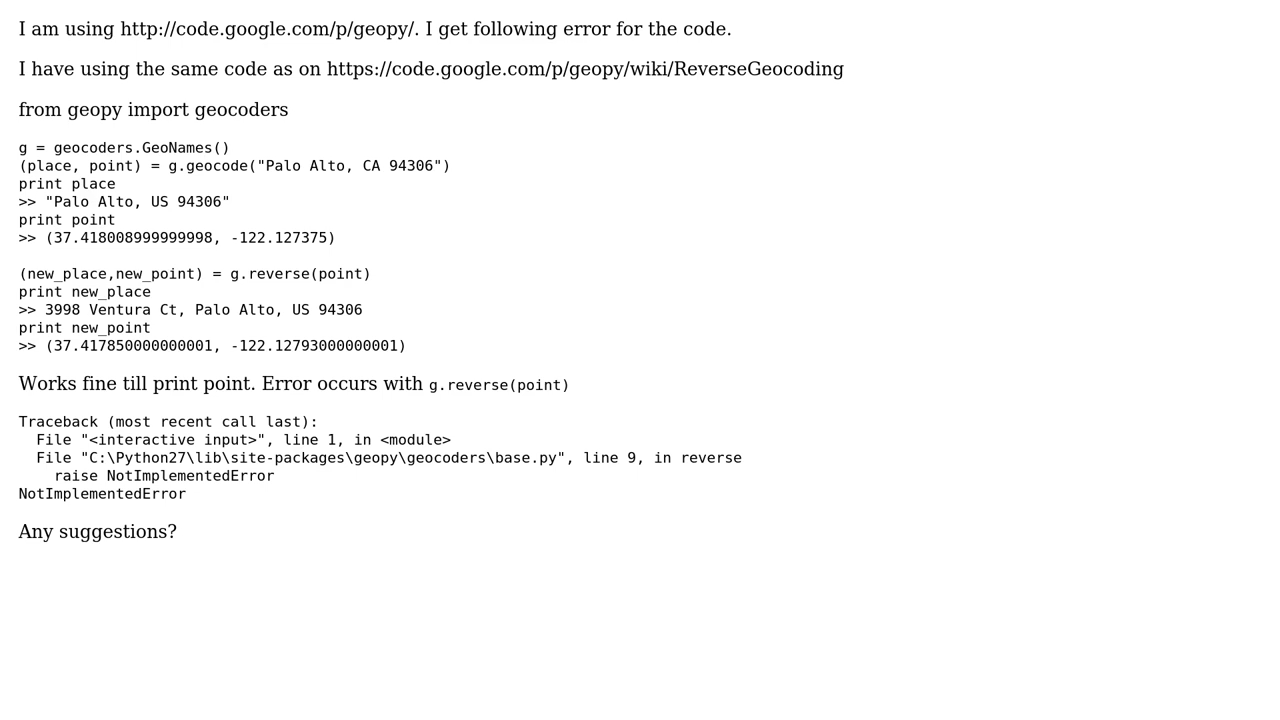 I am using http://code.google.com/p/geopy/. I get following error for the code.
I have using the same code as on https://code.google.com/p/geopy/wiki/ReverseGeocoding
from geopy import geocoders
g = geocoders.GeoNames()
(place, point) = g.geocode("Palo Alto, CA 94306")
print place
>> "Palo Alto, US 94306"
print point
>> (37.418008999999998, -122.127375)
(new_place,new_point) = g.reverse(point)
print new_place
>> 3998 Ventura Ct, Palo Alto, US 94306
print new_point
>> (37.417850000000001, -122.12793000000001)
Works fine till print point. Error occurs with g.reverse(point)
Traceback (most recent call last):
  File "<interactive input>", line 1, in <module>
  File "C:\Python27\lib\site-packages\geopy\geocoders\base.py", line 9, in reverse
    raise NotImplementedError
NotImplementedError
Any suggestions?